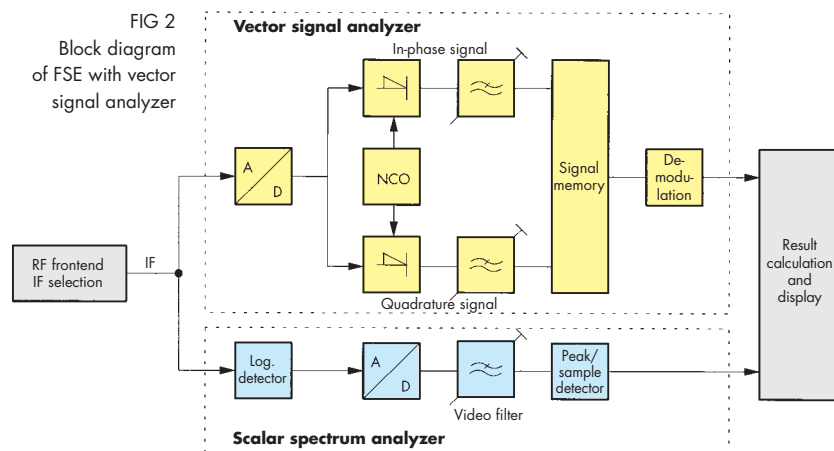 FIG 2
Block diagram
of FSE with vector
signal analyzer
Vector signal analyzer
In-phase signal
A
D
NCO
Signal
memory
De-
modu-
lation
Quadrature signal
RF frontend
IF selection
IF
Result
calculation
and
display
Log.
detector
A
D
Video filter
Peak/
sample
detector
Scalar spectrum analyzer